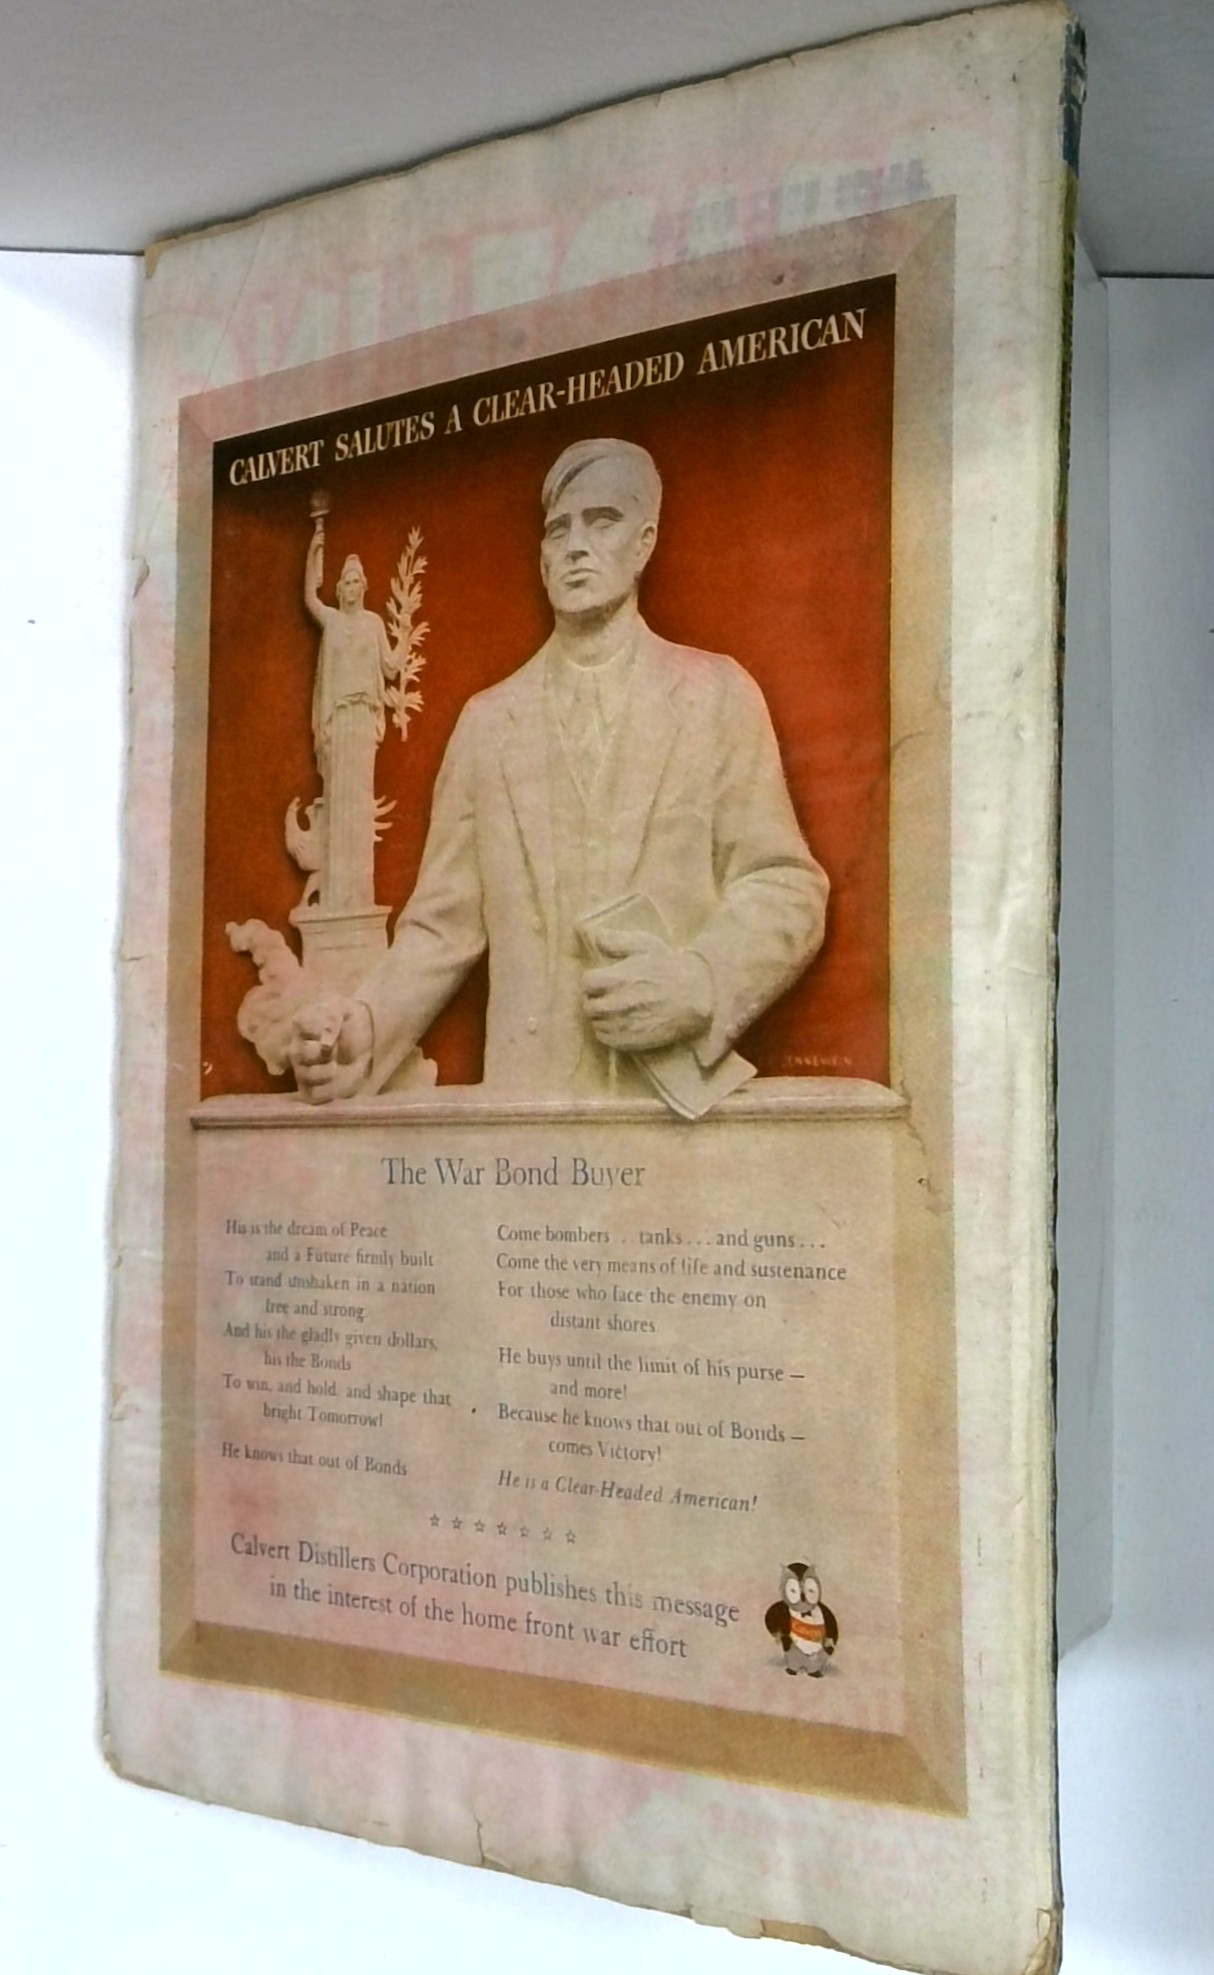 CALVERT SALUTES A CLEAR-HEADED AMERICAN
The War Bond Buyer
His is the dream of Peace
and a Future firmly built
To stand unshaken in a nation
free and strong.
And his the gladly given dollars,
his the Bonds
To win, and hold, and shape that
bright Tomorrow!
He knows that out of Bonds
Come bombers . . tanks . . . and guns . . .
Come the very means of life and sustenance
For those who face the enemy on
distant shores.
He buys until the limit of his purse —
and more!
Because he knows that out of Bonds —
comes Victory!
He is a Clear-Headed American!
Calvert Distillers Corporation publishes this message
in the interest of the home front war effort
Calvert